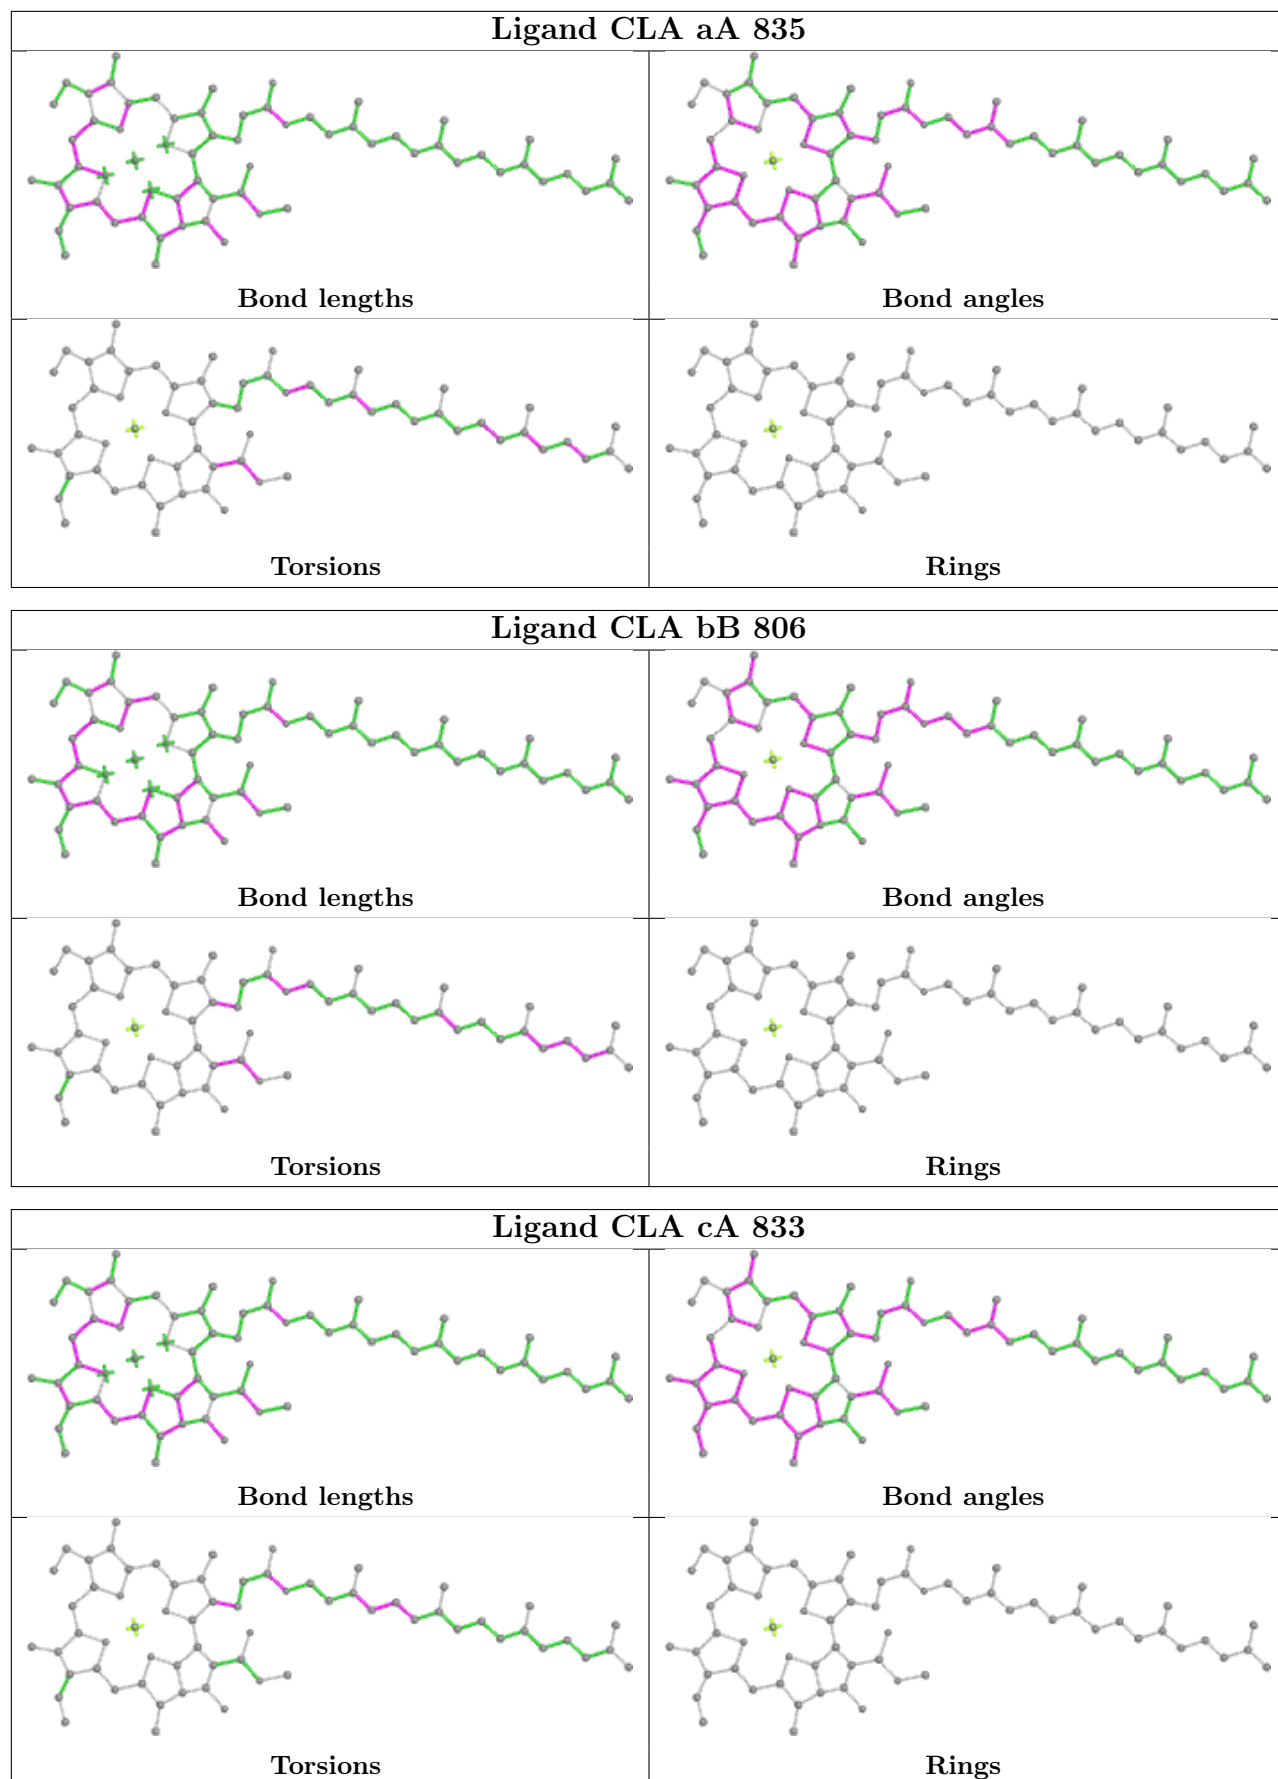 Ligand CLA aA 835
Bond lengths
Bond angles
Torsions
Rings
Ligand CLA bB 806
Bond lengths
Bond angles
Torsions
Rings
Ligand CLA cA 833
Bond lengths
Bond angles
Torsions
Rings